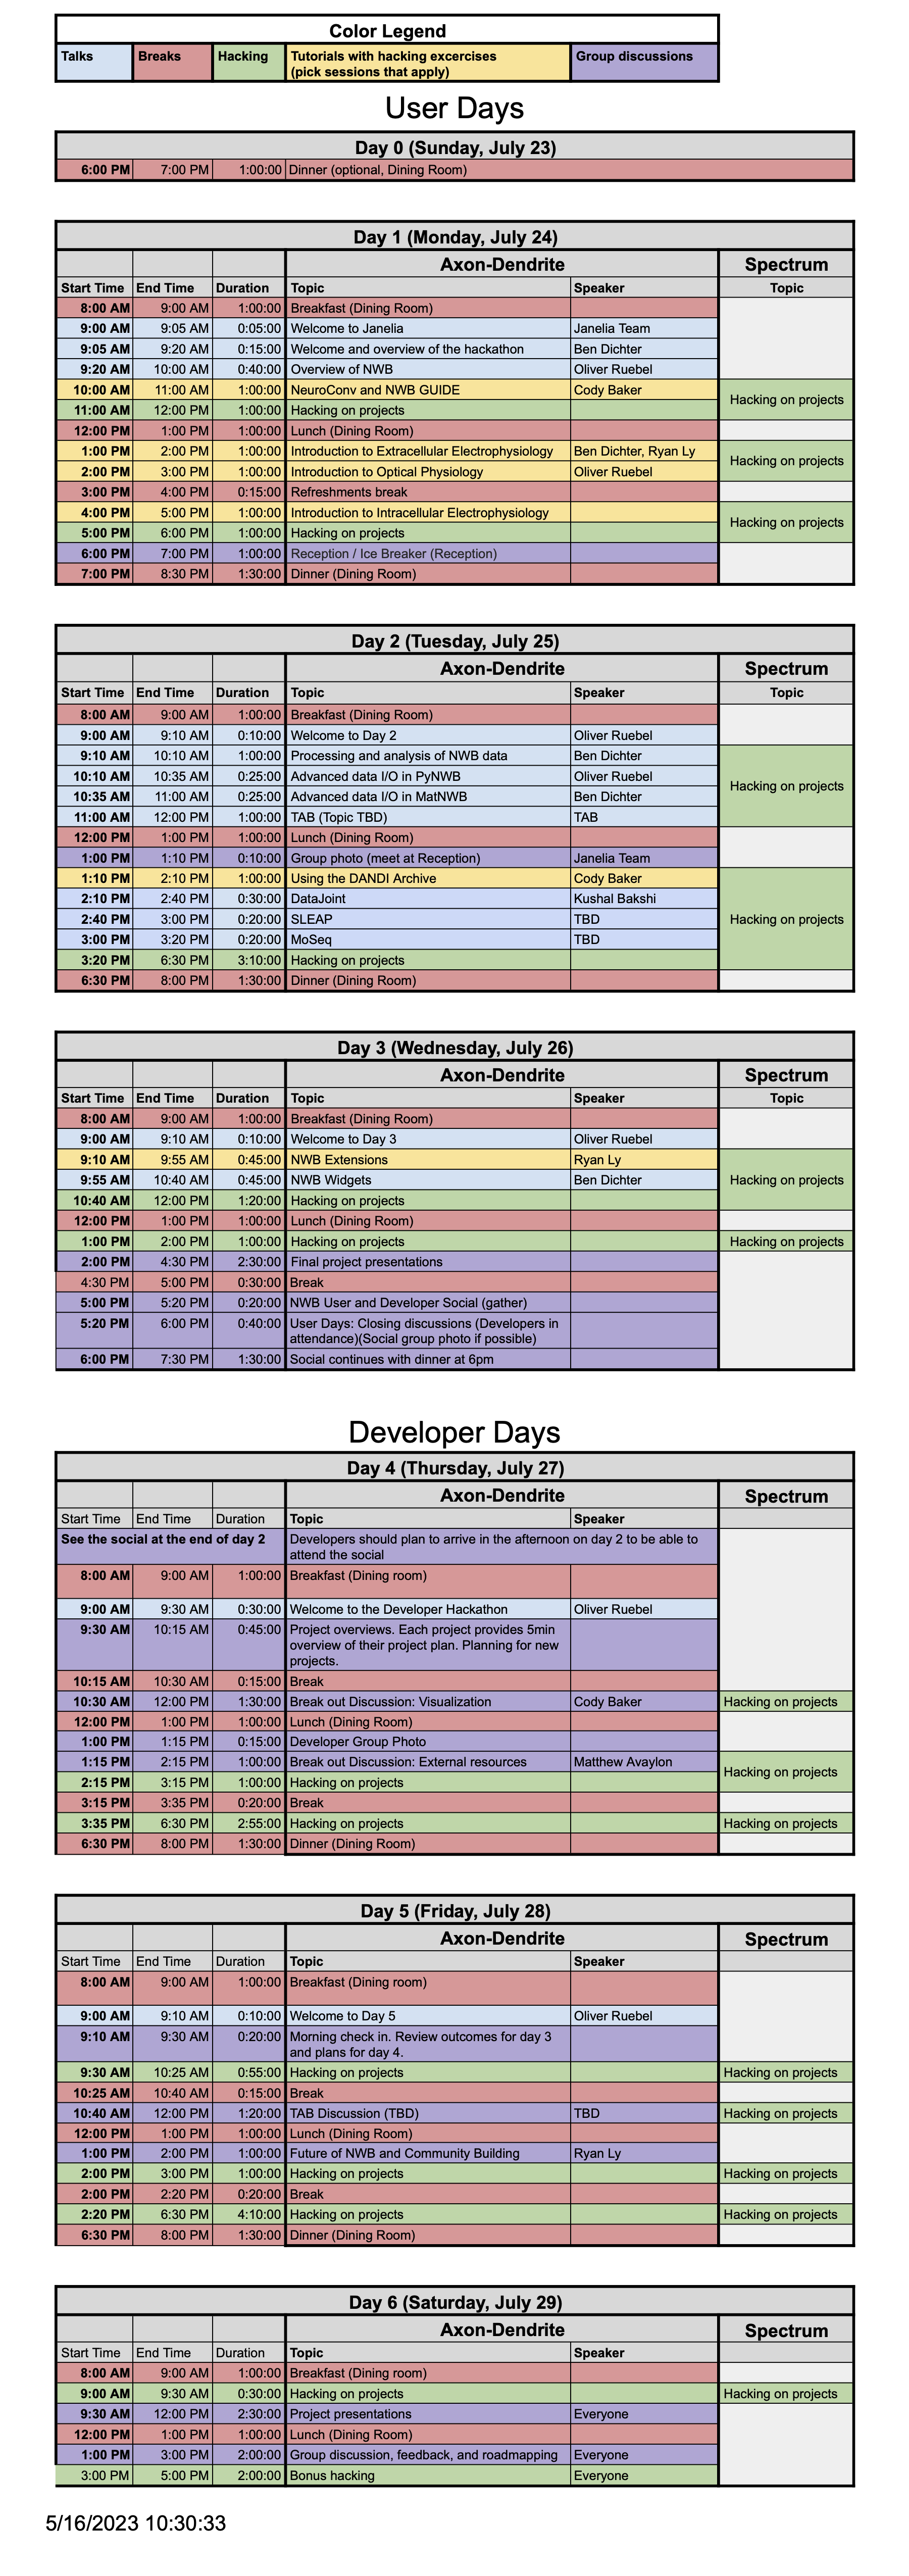 Color Legend
Talks Breaks Hacking Tutorials with hacking excercises (pick sessions that apply) Group discussions
User Days
Day 0 (Sunday, July 23)
6:00 PM 7:00 PM 1:00:00 Dinner (optional, Dining Room)
Day 1 (Monday, July 24)
Axon-Dendrite Spectrum
Start Time End Time Duration Topic Speaker Topic
8:00 AM 9:00 AM 1:00:00 Breakfast (Dining Room)
9:00 AM 9:05 AM 0:05:00 Welcome to Janelia Janelia Team
9:05 AM 9:20 AM 0:15:00 Welcome and overview of the hackathon Ben Dichter
9:20 AM 10:00 AM 0:40:00 Overview of NWB Oliver Ruebel
10:00 AM 11:00 AM 1:00:00 NeuroConv and NWB GUIDE Cody Baker Hacking on projects
11:00 AM 12:00 PM 1:00:00 Hacking on projects
12:00 PM 1:00 PM 1:00:00 Lunch (Dining Room)
1:00 PM 2:00 PM 1:00:00 Introduction to Extracellular Electrophysiology Ben Dichter, Ryan Ly Hacking on projects
2:00 PM 3:00 PM 1:00:00 Introduction to Optical Physiology Oliver Ruebel
3:00 PM 4:00 PM 0:15:00 Refreshments break
4:00 PM 5:00 PM 1:00:00 Introduction to Intracellular Electrophysiology Hacking on projects
5:00 PM 6:00 PM 1:00:00 Hacking on projects
6:00 PM 7:00 PM 1:00:00 Reception / Ice Breaker (Reception)
7:00 PM 8:30 PM 1:30:00 Dinner (Dining Room)
Day 2 (Tuesday, July 25)
Axon-Dendrite Spectrum
Start Time End Time Duration Topic Speaker Topic
8:00 AM 9:00 AM 1:00:00 Breakfast (Dining Room)
9:00 AM 9:10 AM 0:10:00 Welcome to Day 2 Oliver Ruebel
9:10 AM 10:10 AM 1:00:00 Processing and analysis of NWB data Ben Dichter
10:10 AM 10:35 AM 0:25:00 Advanced data I/O in PyNWB Oliver Ruebel Hacking on projects
10:35 AM 11:00 AM 0:25:00 Advanced data I/O in MatNWB Ben Dichter
11:00 AM 12:00 PM 1:00:00 TAB (Topic TBD) TAB
12:00 PM 1:00 PM 1:00:00 Lunch (Dining Room)
1:00 PM 1:10 PM 0:10:00 Group photo (meet at Reception) Janelia Team
1:10 PM 2:10 PM 1:00:00 Using the DANDI Archive Cody Baker
2:10 PM 2:40 PM 0:30:00 DataJoint Kushal Bakshi
2:40 PM 3:00 PM 0:20:00 SLEAP TBD Hacking on projects
3:00 PM 3:20 PM 0:20:00 MoSeq TBD
3:20 PM 6:30 PM 3:10:00 Hacking on projects
6:30 PM 8:00 PM 1:30:00 Dinner (Dining Room)
Day 3 (Wednesday, July 26)
Axon-Dendrite Spectrum
Start Time End Time Duration Topic Speaker Topic
8:00 AM 9:00 AM 1:00:00 Breakfast (Dining Room)
9:00 AM 9:10 AM 0:10:00 Welcome to Day 3 Oliver Ruebel
9:10 AM 9:55 AM 0:45:00 NWB Extensions Ryan Ly
9:55 AM 10:40 AM 0:45:00 NWB Widgets Ben Dichter Hacking on projects
10:40 AM 12:00 PM 1:20:00 Hacking on projects
12:00 PM 1:00 PM 1:00:00 Lunch (Dining Room)
1:00 PM 2:00 PM 1:00:00 Hacking on projects Hacking on projects
2:00 PM 4:30 PM 2:30:00 Final project presentations
4:30 PM 5:00 PM 0:30:00 Break
5:00 PM 5:20 PM 0:20:00 NWB User and Developer Social (gather)
5:20 PM 6:00 PM 0:40:00 User Days: Closing discussions (Developers in
attendance)(Social group photo if possible)
6:00 PM 7:30 PM 1:30:00 Social continues with dinner at 6pm
Developer Days
Day 4 (Thursday, July 27)
Axon-Dendrite Spectrum
Start Time End Time Duration Topic Speaker
See the social at the end of day 2 Developers should plan to arrive in the afternoon on day 2 to be able to
attend the social
8:00 AM 9:00 AM 1:00:00 Breakfast (Dining room)
9:00 AM 9:30 AM 0:30:00 Welcome to the Developer Hackathon Oliver Ruebel
9:30 AM 10:15 AM 0:45:00 Project overviews. Each project provides 5min
overview of their project plan. Planning for new
projects.
10:15 AM 10:30 AM 0:15:00 Break
10:30 AM 12:00 PM 1:30:00 Break out Discussion: Visualization Cody Baker Hacking on projects
12:00 PM 1:00 PM 1:00:00 Lunch (Dining Room)
1:00 PM 1:15 PM 0:15:00 Developer Group Photo
1:15 PM 2:15 PM 1:00:00 Break out Discussion: External resources Matthew Avaylon Hacking on projects
2:15 PM 3:15 PM 1:00:00 Hacking on projects
3:15 PM 3:35 PM 0:20:00 Break
3:35 PM 6:30 PM 2:55:00 Hacking on projects Hacking on projects
6:30 PM 8:00 PM 1:30:00 Dinner (Dining Room)
Day 5 (Friday, July 28)
Axon-Dendrite Spectrum
Start Time End Time Duration Topic Speaker
8:00 AM 9:00 AM 1:00:00 Breakfast (Dining room)
9:00 AM 9:10 AM 0:10:00 Welcome to Day 5 Oliver Ruebel
9:10 AM 9:30 AM 0:20:00 Morning check in. Review outcomes for day 3
and plans for day 4.
9:30 AM 10:25 AM 0:55:00 Hacking on projects Hacking on projects
10:25 AM 10:40 AM 0:15:00 Break
10:40 AM 12:00 PM 1:20:00 TAB Discussion (TBD) TBD Hacking on projects
12:00 PM 1:00 PM 1:00:00 Lunch (Dining Room)
1:00 PM 2:00 PM 1:00:00 Future of NWB and Community Building Ryan Ly
2:00 PM 3:00 PM 1:00:00 Hacking on projects Hacking on projects
2:00 PM 2:20 PM 0:20:00 Break
2:20 PM 6:30 PM 4:10:00 Hacking on projects Hacking on projects
6:30 PM 8:00 PM 1:30:00 Dinner (Dining Room)
Day 6 (Saturday, July 29)
Axon-Dendrite Spectrum
Start Time End Time Duration Topic Speaker
8:00 AM 9:00 AM 1:00:00 Breakfast (Dining room)
9:00 AM 9:30 AM 0:30:00 Hacking on projects Hacking on projects
9:30 AM 12:00 PM 2:30:00 Project presentations Everyone
12:00 PM 1:00 PM 1:00:00 Lunch (Dining Room)
1:00 PM 3:00 PM 2:00:00 Group discussion, feedback, and roadmapping Everyone
3:00 PM 5:00 PM 2:00:00 Bonus hacking Everyone
5/16/2023 10:30:33